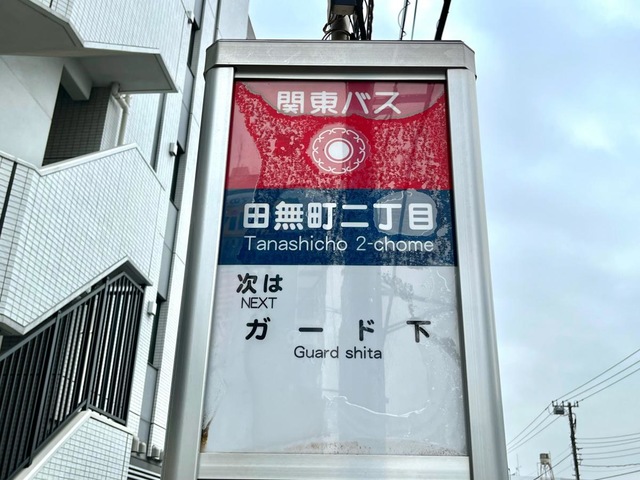 関東バス
田無町二丁目
Tanashicho 2-chome
次は
NEXT
ガード下
Guard shita